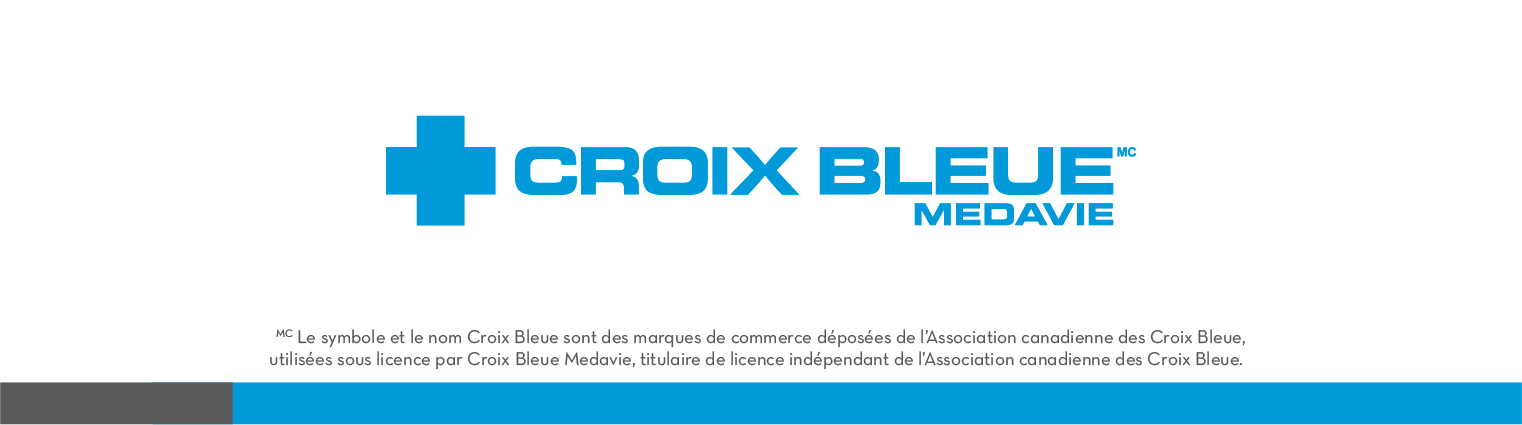 CROIX BLEUE MC
MEDAVIE
MC Le symbole et le nom Croix Bleue sont des marques de commerce déposées de l’Association canadienne des Croix Bleue,
utilisées sous licence par Croix Bleue Medavie, titulaire de licence indépendant de l’Association canadienne des Croix Bleue.